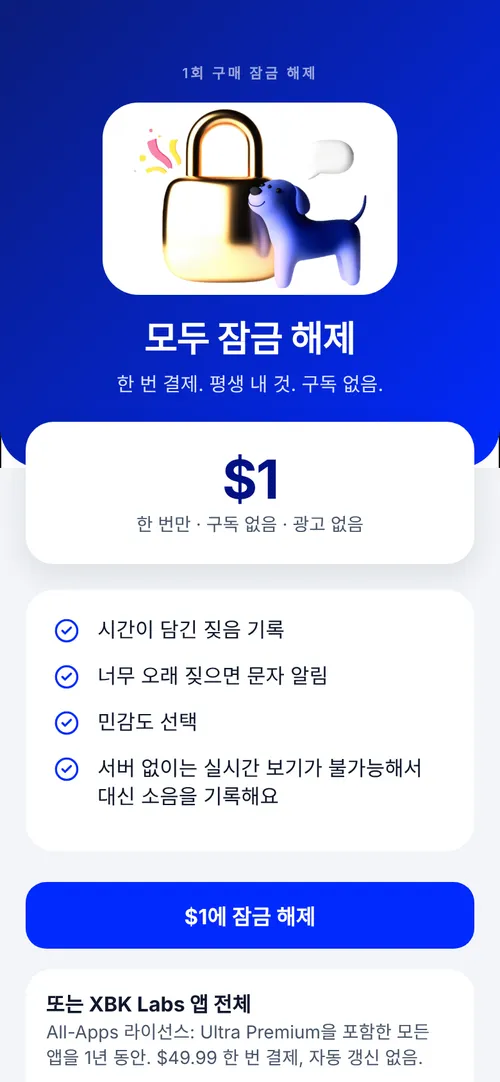 1회 구매 잠금 해제
모두 잠금 해제
한 번 결제. 평생 내 것. 구독 없음.
$1
한 번만 · 구독 없음 · 광고 없음
시간이 담긴 짖음 기록
너무 오래 짖으면 문자 알림
민감도 선택
서버 없이는 실시간 보기가 불가능해서
대신 소음을 기록해요
$1에 잠금 해제
또는 XBK Labs 앱 전체
All-Apps 라이선스: Ultra Premium을 포함한 모든
앱을 1년 동안. $49.99 한 번 결제, 자동 갱신 없음.